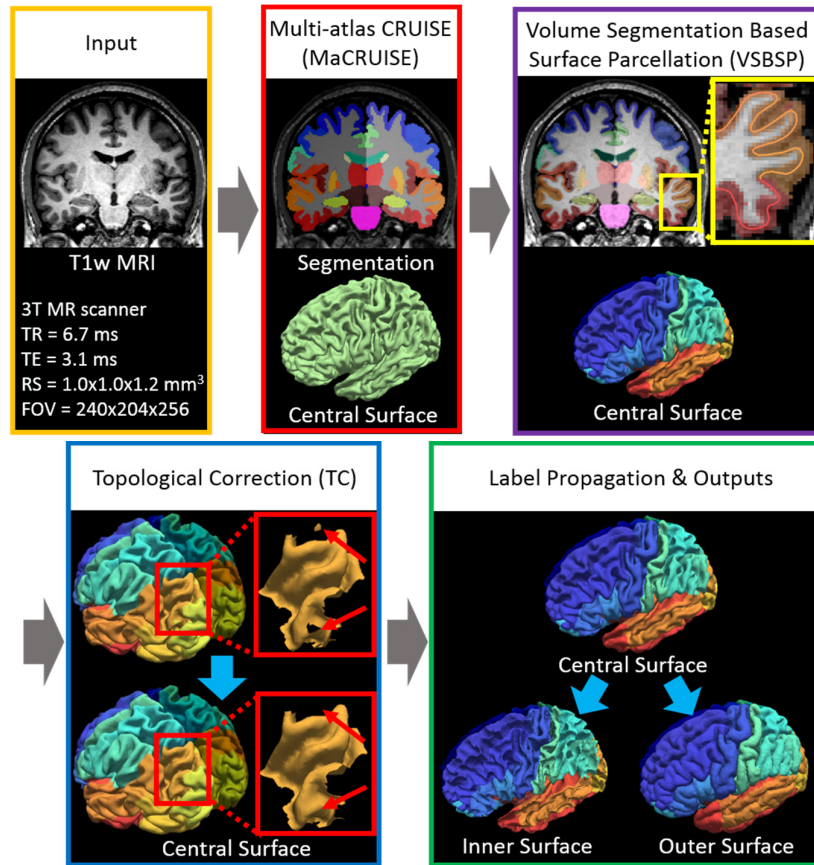 Input
T1w MRI
3T MR scanner
TR = 6.7 ms
TE = 3.1 ms
RS = 1.0x1.0x1.2 mm³
FOV = 240x204x256
Multi-atlas CRUISE
(MaCRUISE)
Segmentation
Central Surface
Volume Segmentation Based
Surface Parcellation (VSBSP)
Central Surface
Topological Correction (TC)
Central Surface
Label Propagation & Outputs
Central Surface
Inner Surface
Outer Surface